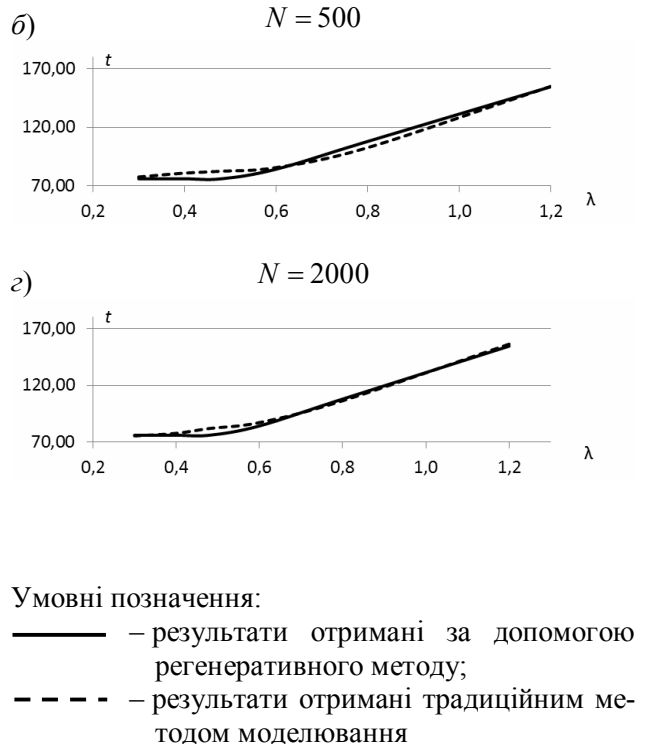 б) N = 500
t
170,00
120,00
70,00
0,2 0,4 0,6 0,8 1,0 1,2 λ
г) N = 2000
t
170,00
120,00
70,00
0,2 0,4 0,6 0,8 1,0 1,2 λ
Умовні позначення:
– результати отримані за допомогою
регенеративного методу;
– результати отримані традиційним ме-
тодом моделювання